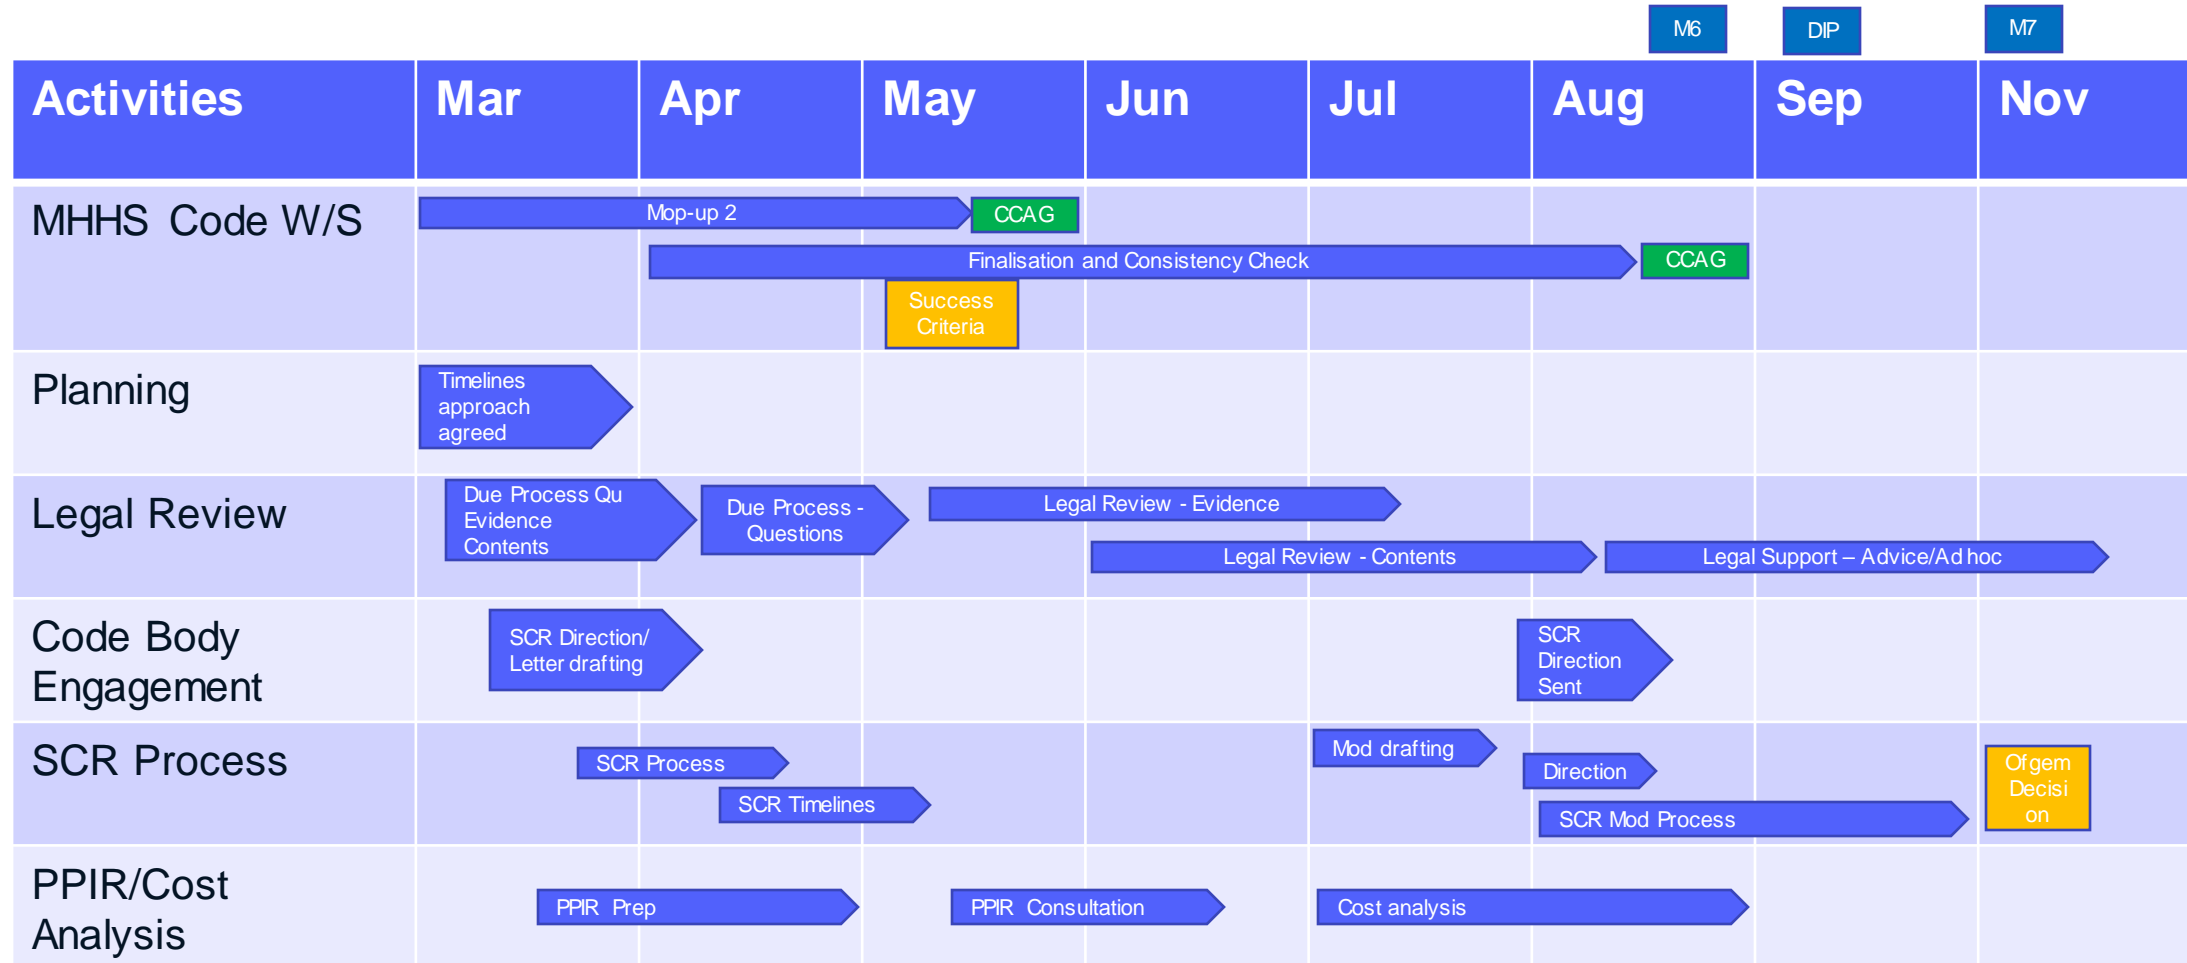 M6
DIP
M7
Activities
Mar
Apr
May
Jun
Jul
Aug
Sep
Nov
MHHS Code W/S
Mop-up 2
CCAG
Finalisation and Consistency Check
CCAG
Success
Criteria
Planning
Timelines
approach
agreed
Legal Review
Due Process Qu
Evidence
Contents
Due Process -
Questions
Legal Review - Evidence
Legal Review - Contents
Legal Support – Advice/Ad hoc
Code Body
Engagement
SCR Direction/
Letter drafting
SCR
Direction
Sent
SCR Process
SCR Process
SCR Timelines
Mod drafting
Direction
SCR Mod Process
Ofgem
Decisi
on
PPIR/Cost
Analysis
PPIR Prep
PPIR Consultation
Cost analysis